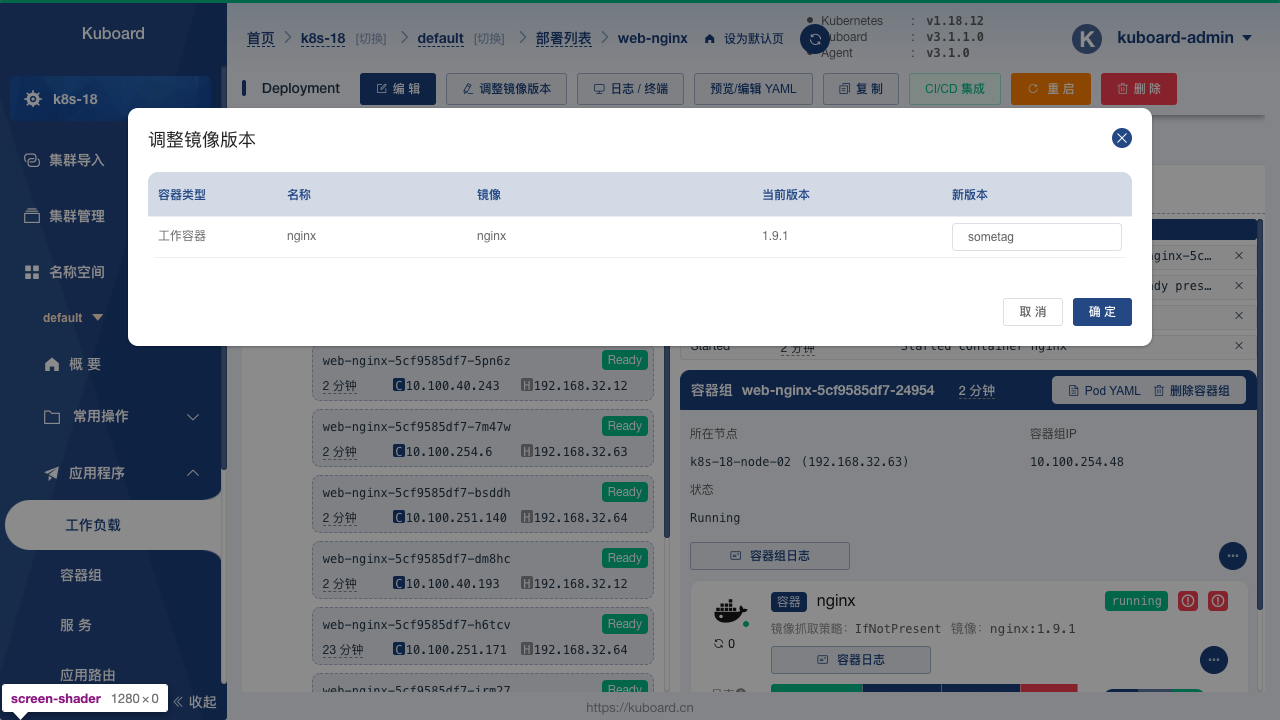 Kuboard
首页 k8s-18 [切换] default [切换] 部署列表 web-nginx 设为默认页
Kubernetes : v1.18.12
uboard : v3.1.1.0
Agent : v3.1.0
K kuboard-admin
k8s-18
Deployment 编 辑 调整镜像版本 日志 / 终端 预览/编辑 YAML 复 制 CI/CD 集成 重 启 删 除
集群导入
集群管理
名称空间
default
概 要
常用操作
应用程序
工作负载
容器组
服 务
应用路由
收起
screen-shader 1280×0
调整镜像版本
容器类型 名称 镜像 当前版本 新版本
工作容器 nginx nginx 1.9.1 sometag
取 消 确 定
nginx-5c…
dy pres…
Started 2 分钟 Started container nginx
web-nginx-5cf9585df7-5pn6z Ready
2 分钟 C 10.100.40.243 H 192.168.32.12
web-nginx-5cf9585df7-7m47w Ready
2 分钟 C 10.100.254.6 H 192.168.32.63
web-nginx-5cf9585df7-bsddh Ready
2 分钟 C 10.100.251.140 H 192.168.32.64
web-nginx-5cf9585df7-dm8hc Ready
2 分钟 C 10.100.40.193 H 192.168.32.12
web-nginx-5cf9585df7-h6tcv Ready
23 分钟 C 10.100.251.171 H 192.168.32.64
web-nginx-5cf9585df7-jrm27 Ready
容器组 web-nginx-5cf9585df7-24954 2 分钟 Pod YAML 删除容器组
所在节点 容器组IP
k8s-18-node-02 (192.168.32.63) 10.100.254.48
状态
Running
容器组日志
容器 nginx running
镜像抓取策略: IfNotPresent 镜像: nginx:1.9.1
0
容器日志
https://kuboard.cn